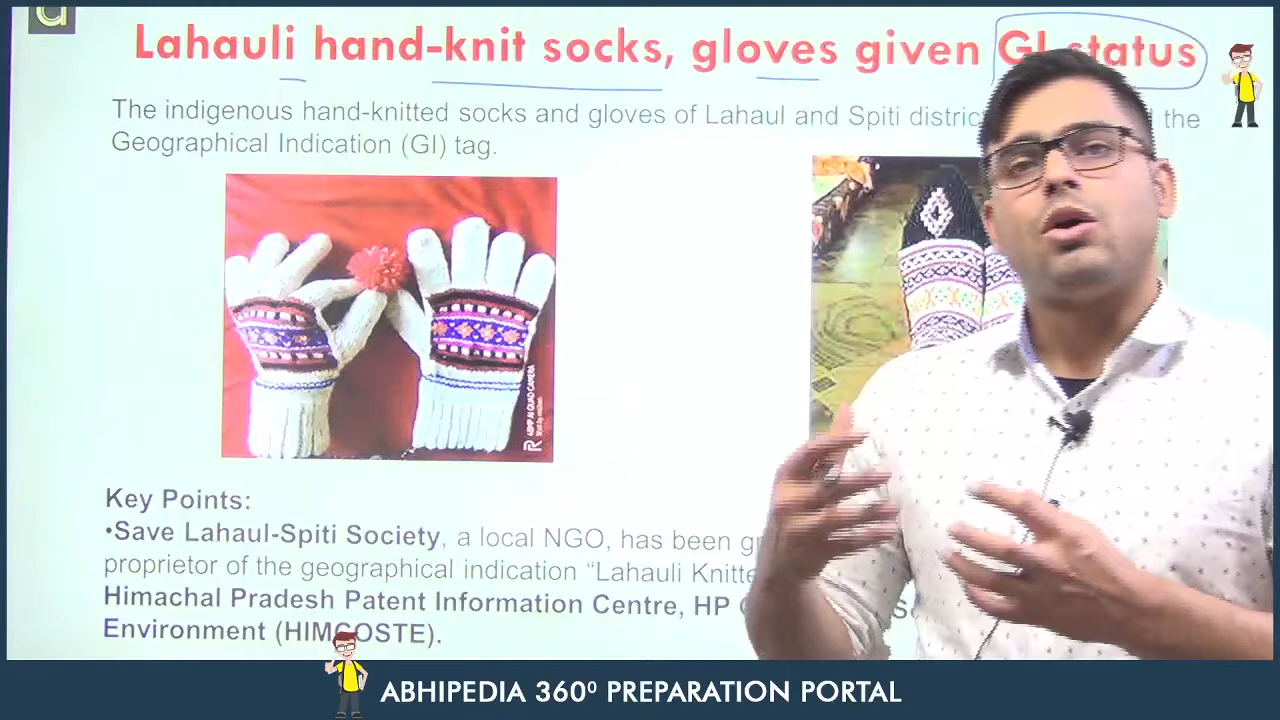 Lahauli hand-knit socks, gloves given GI status
The indigenous hand-knitted socks and gloves of Lahaul and Spiti the
Geographical Indication (GI) tag.
Key Points:
•Save Lahaul-Spiti Society, a local NGO, has been
proprietor of the geographical indication “Lahauli
Himachal Pradesh Patent Information Centre, HP
Environment (HIMCOSTE).
ABHIPEDIA 360⁰ PREPARATION PORTAL